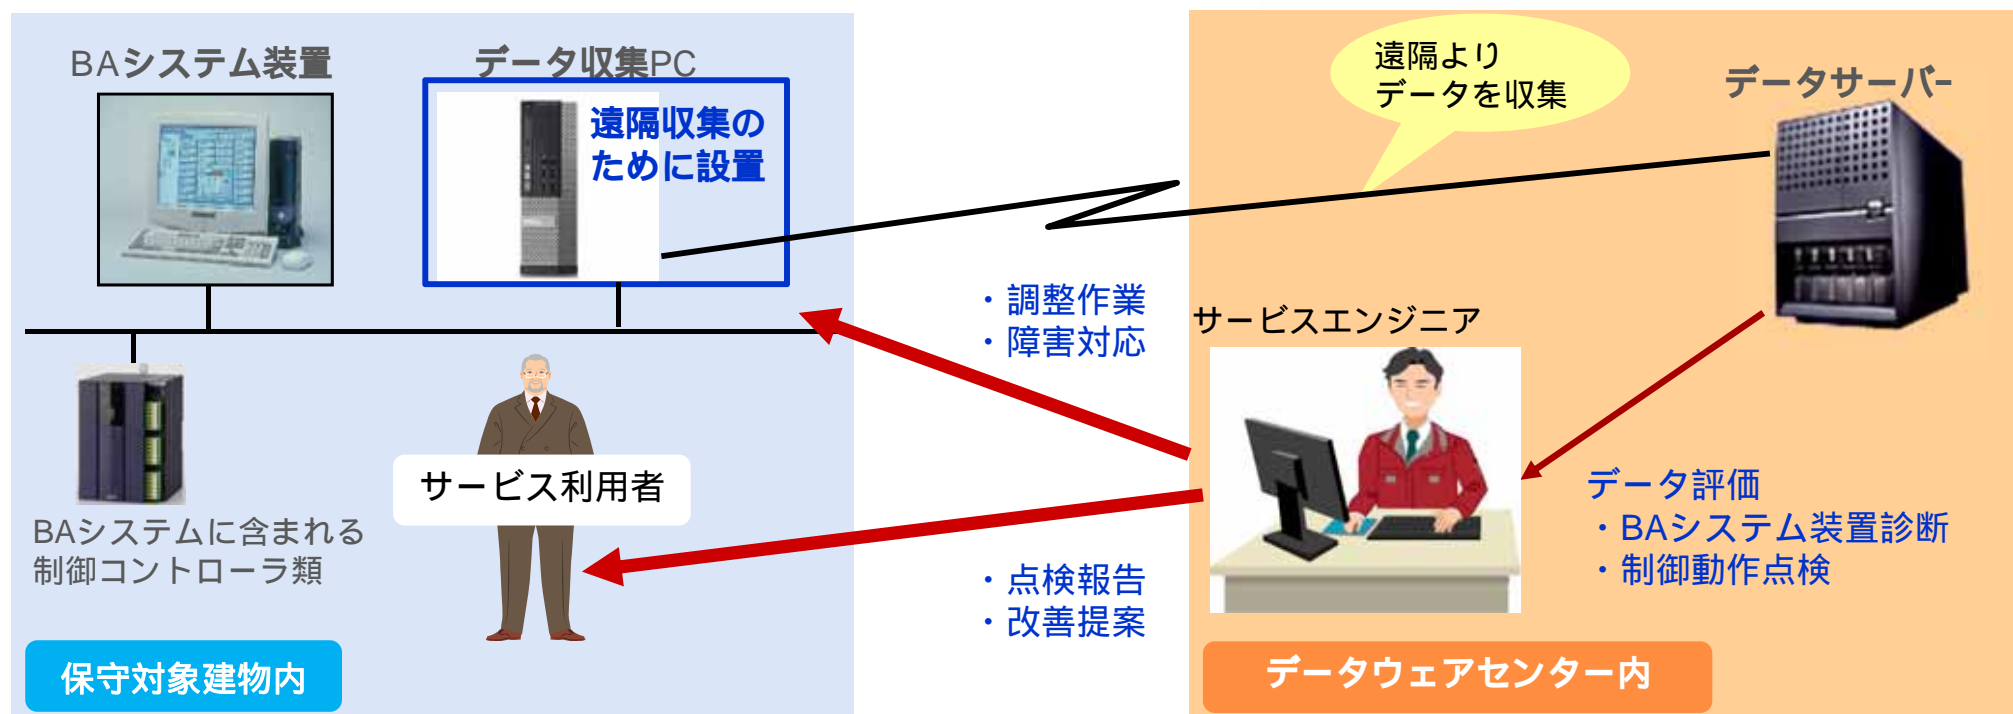 BAシステム装置
データ収集PC
遠隔収集の
ために設置
BAシステムに含まれる
制御コントローラ類
サービス利用者
保守対象建物内
・調整作業
・障害対応
・点検報告
・改善提案
遠隔より
データを収集
データサーバー
サービスエンジニア
データ評価
・BAシステム装置診断
・制御動作点検
データウェアセンター内